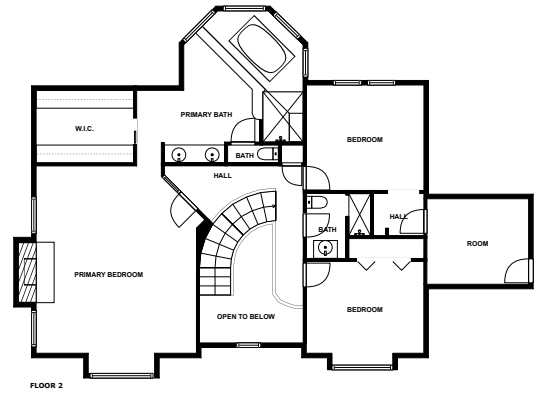 W.I.C.
PRIMARY BATH
BATH
HALL
BEDROOM
HALL
BATH
ROOM
PRIMARY BEDROOM
OPEN TO BELOW
BEDROOM
FLOOR 2